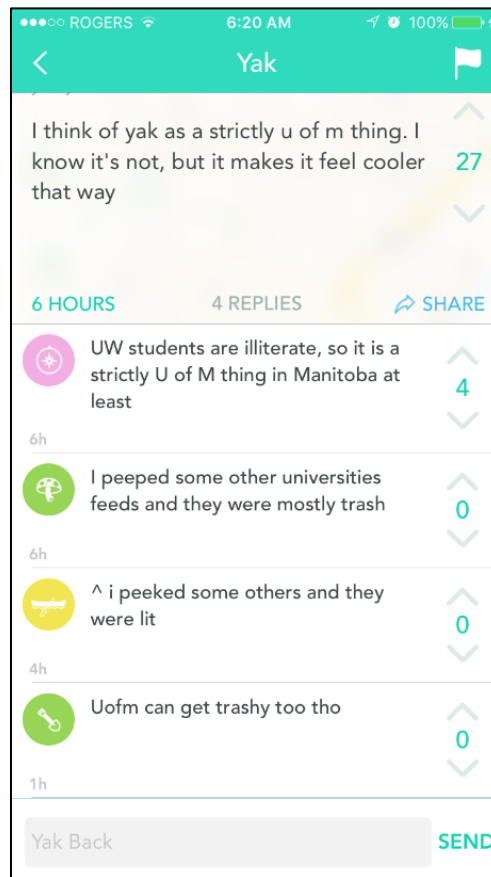 ROGERS 6:20 AM 100%
Yak
I think of yak as a strictly u of m thing. I
know it's not, but it makes it feel cooler
that way
27
6 HOURS 4 REPLIES SHARE
UW students are illiterate, so it is a
strictly U of M thing in Manitoba at
least
4
6h
I peeped some other universities
feeds and they were mostly trash
0
6h
^ i peeked some others and they
were lit
0
4h
Uofm can get trashy too tho
0
1h
Yak Back SEND